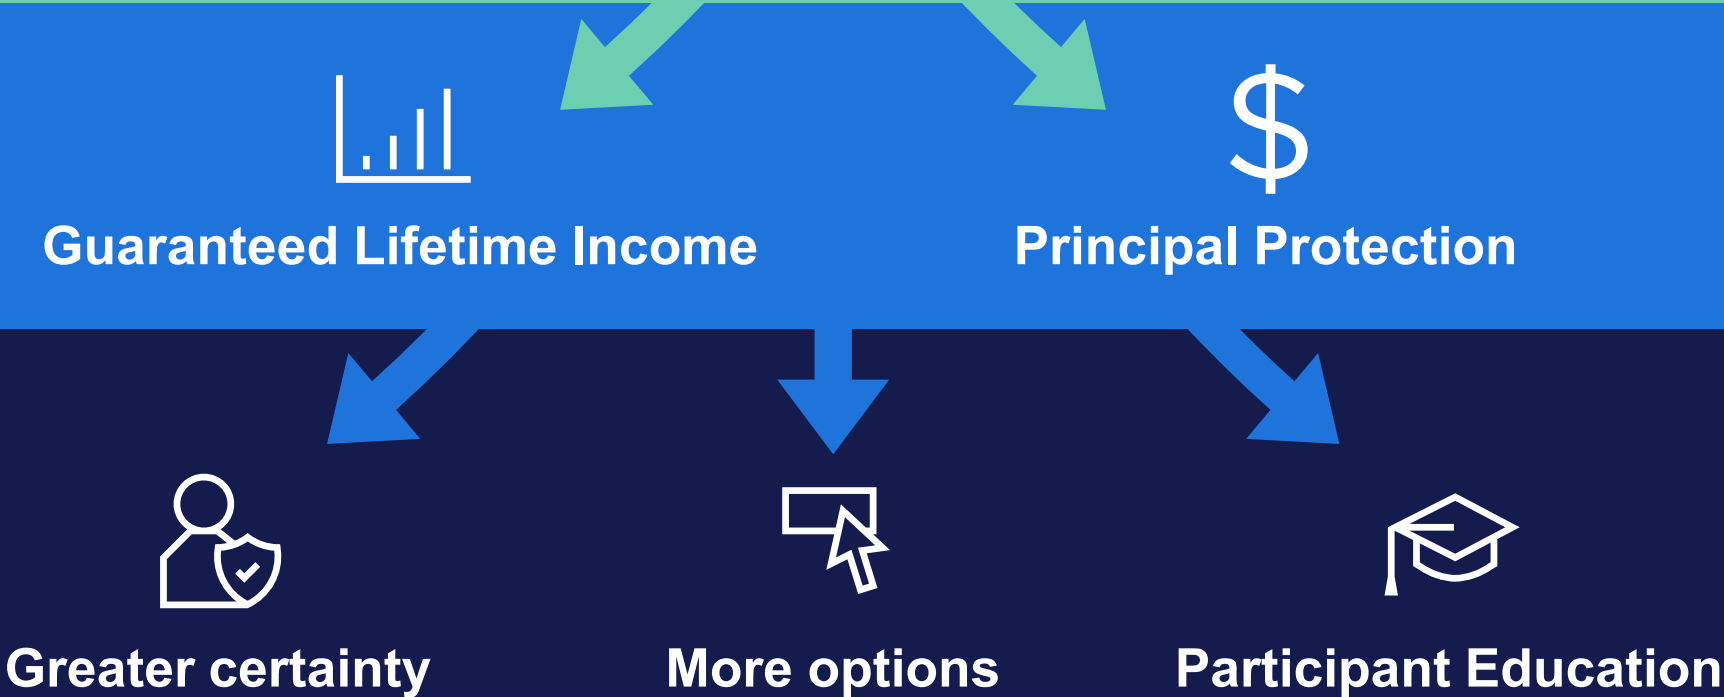 Guaranteed Lifetime Income
Principal Protection
Greater certainty
More options
Participant Education